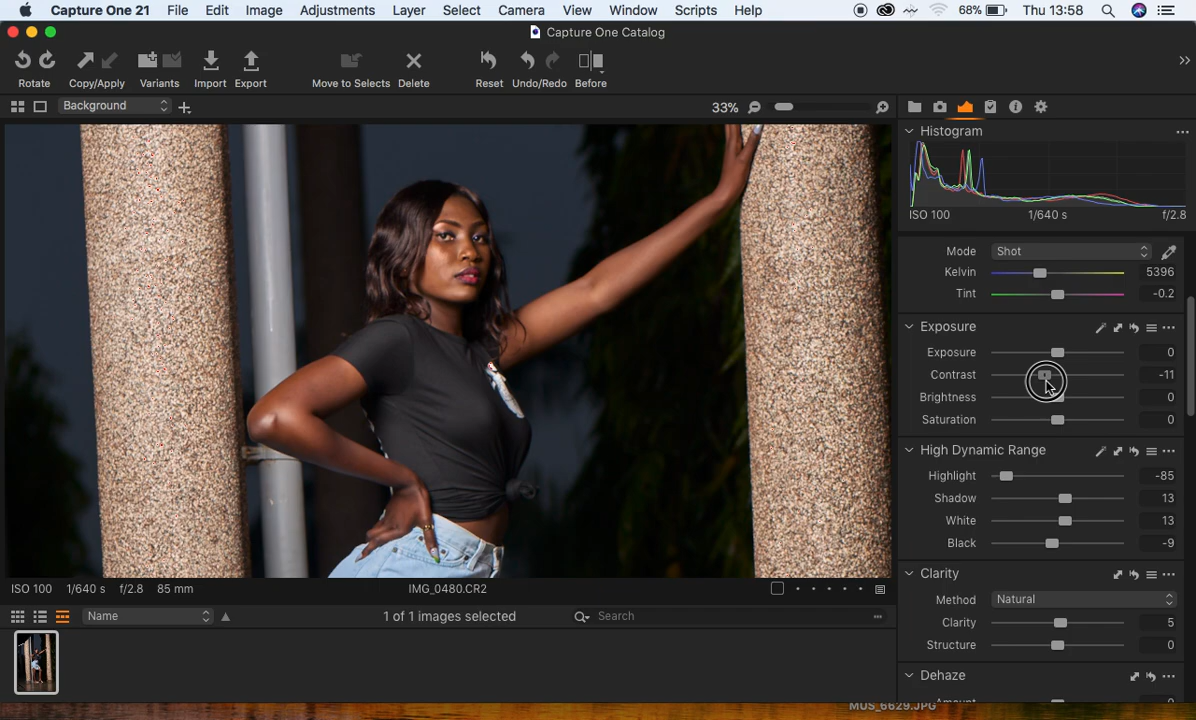 Capture One 21 File Edit Image Adjustments Layer Select Camera View Window Scripts Help 68% Thu 13:58
Capture One Catalog
Rotate Copy/Apply Variants Import Export Move to Selects Delete Reset Undo/Redo Before
Background 33%
Histogram
ISO 100 1/640 s f/2.8
Mode Shot
Kelvin 5396
Tint -0.2
Exposure
Exposure 0
Contrast -11
Brightness 0
Saturation 0
High Dynamic Range
Highlight -85
Shadow 13
White 13
Black -9
Clarity
Method Natural
Clarity 5
Structure 0
Dehaze
Amount 0
ISO 100 1/640 s f/2.8 85 mm IMG_0480.CR2
Name 1 of 1 images selected Search
MUS_6629.JPG